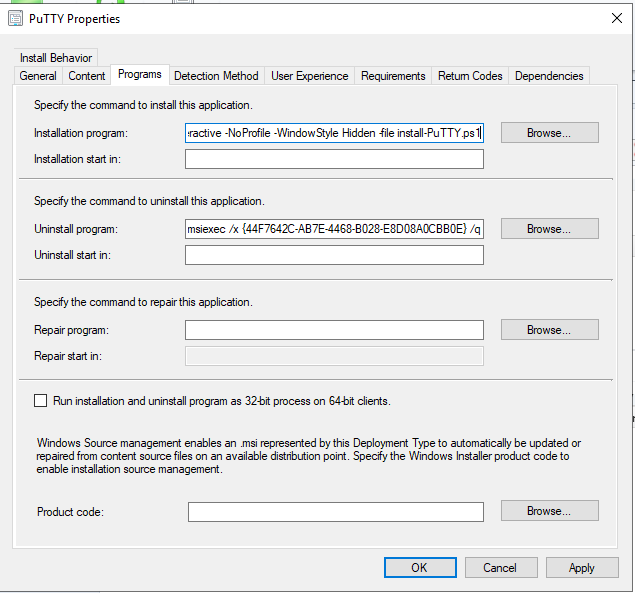 PuTTY Properties
Install Behavior
General Content Programs Detection Method User Experience Requirements Return Codes Dependencies
Specify the command to install this application.
Installation program: -NoProfile -WindowStyle Hidden -file install-PuTTY.ps1 Browse...
Installation start in:
Specify the command to uninstall this application.
Uninstall program: msiexec /x {44F7642C-AB7E-4468-B028-E8D08A0CBB0E} /q Browse...
Uninstall start in:
Specify the command to repair this application.
Repair program: Browse...
Repair start in:
Run installation and uninstall program as 32-bit process on 64-bit clients.
Windows Source management enables an .msi represented by this Deployment Type to automatically be updated or
repaired from content source files on an available distribution point. Specify the Windows Installer product code to
enable installation source management.
Product code: Browse...
OK Cancel Apply